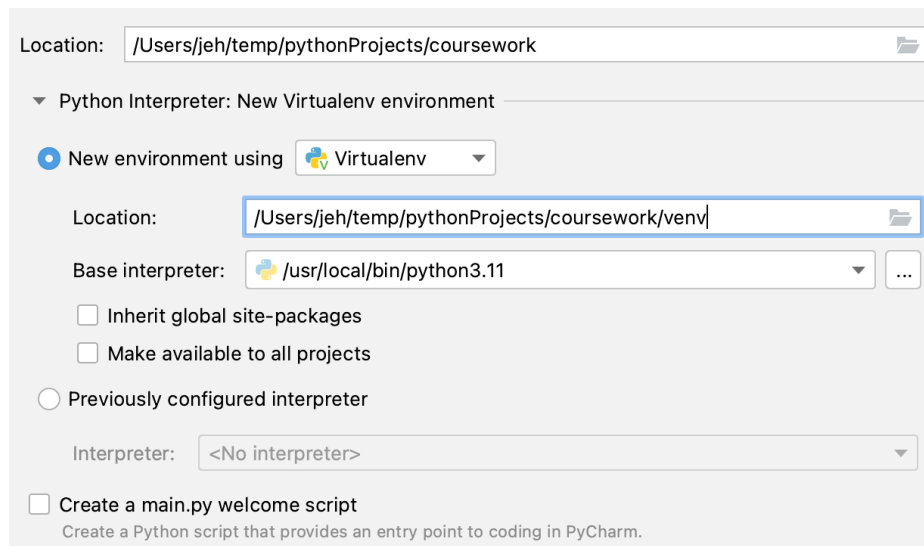 Location: /Users/jeh/temp/pythonProjects/coursework
Python Interpreter: New Virtualenv environment
New environment using Virtualenv
Location: /Users/jeh/temp/pythonProjects/coursework/venv
Base interpreter: /usr/local/bin/python3.11 ...
Inherit global site-packages
Make available to all projects
Previously configured interpreter
Interpreter: <No interpreter>
Create a main.py welcome script
Create a Python script that provides an entry point to coding in PyCharm.